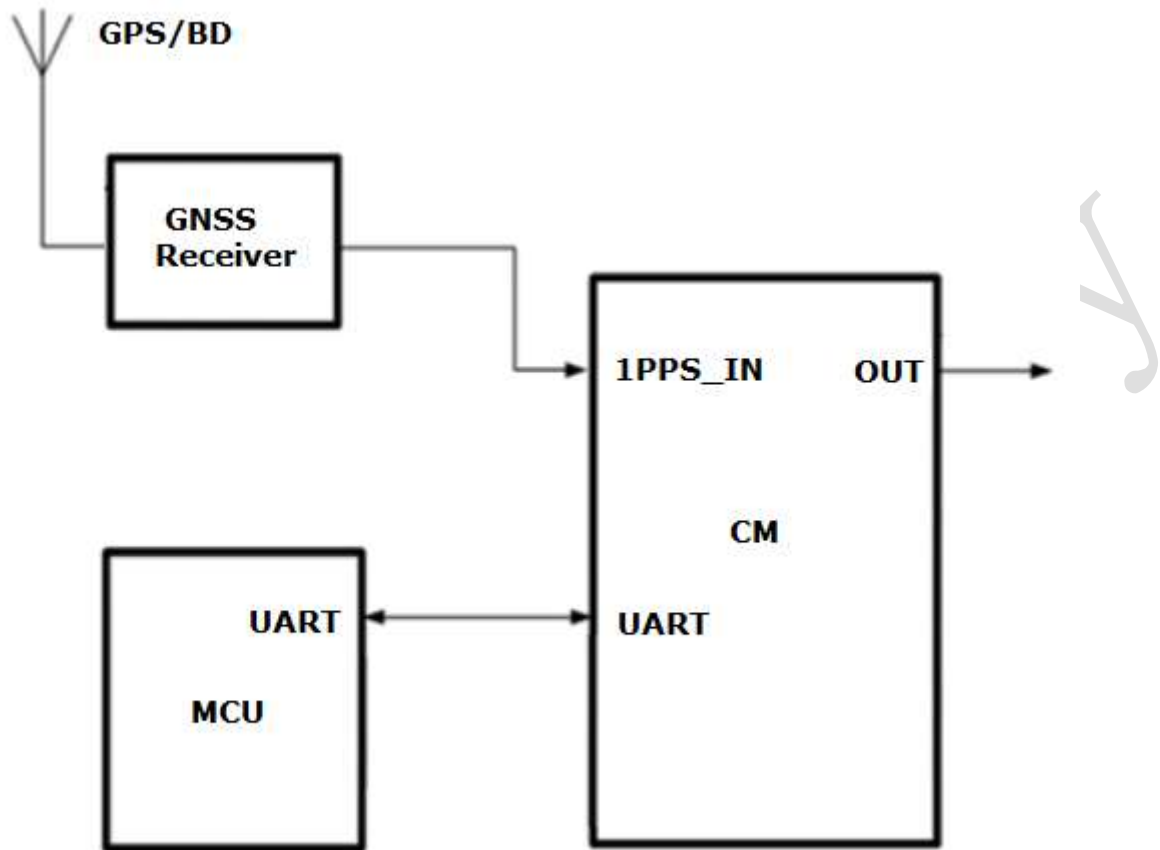 GPS/BD
GNSS
Receiver
1PPS_IN
OUT
CM
UART
UART
MCU
y